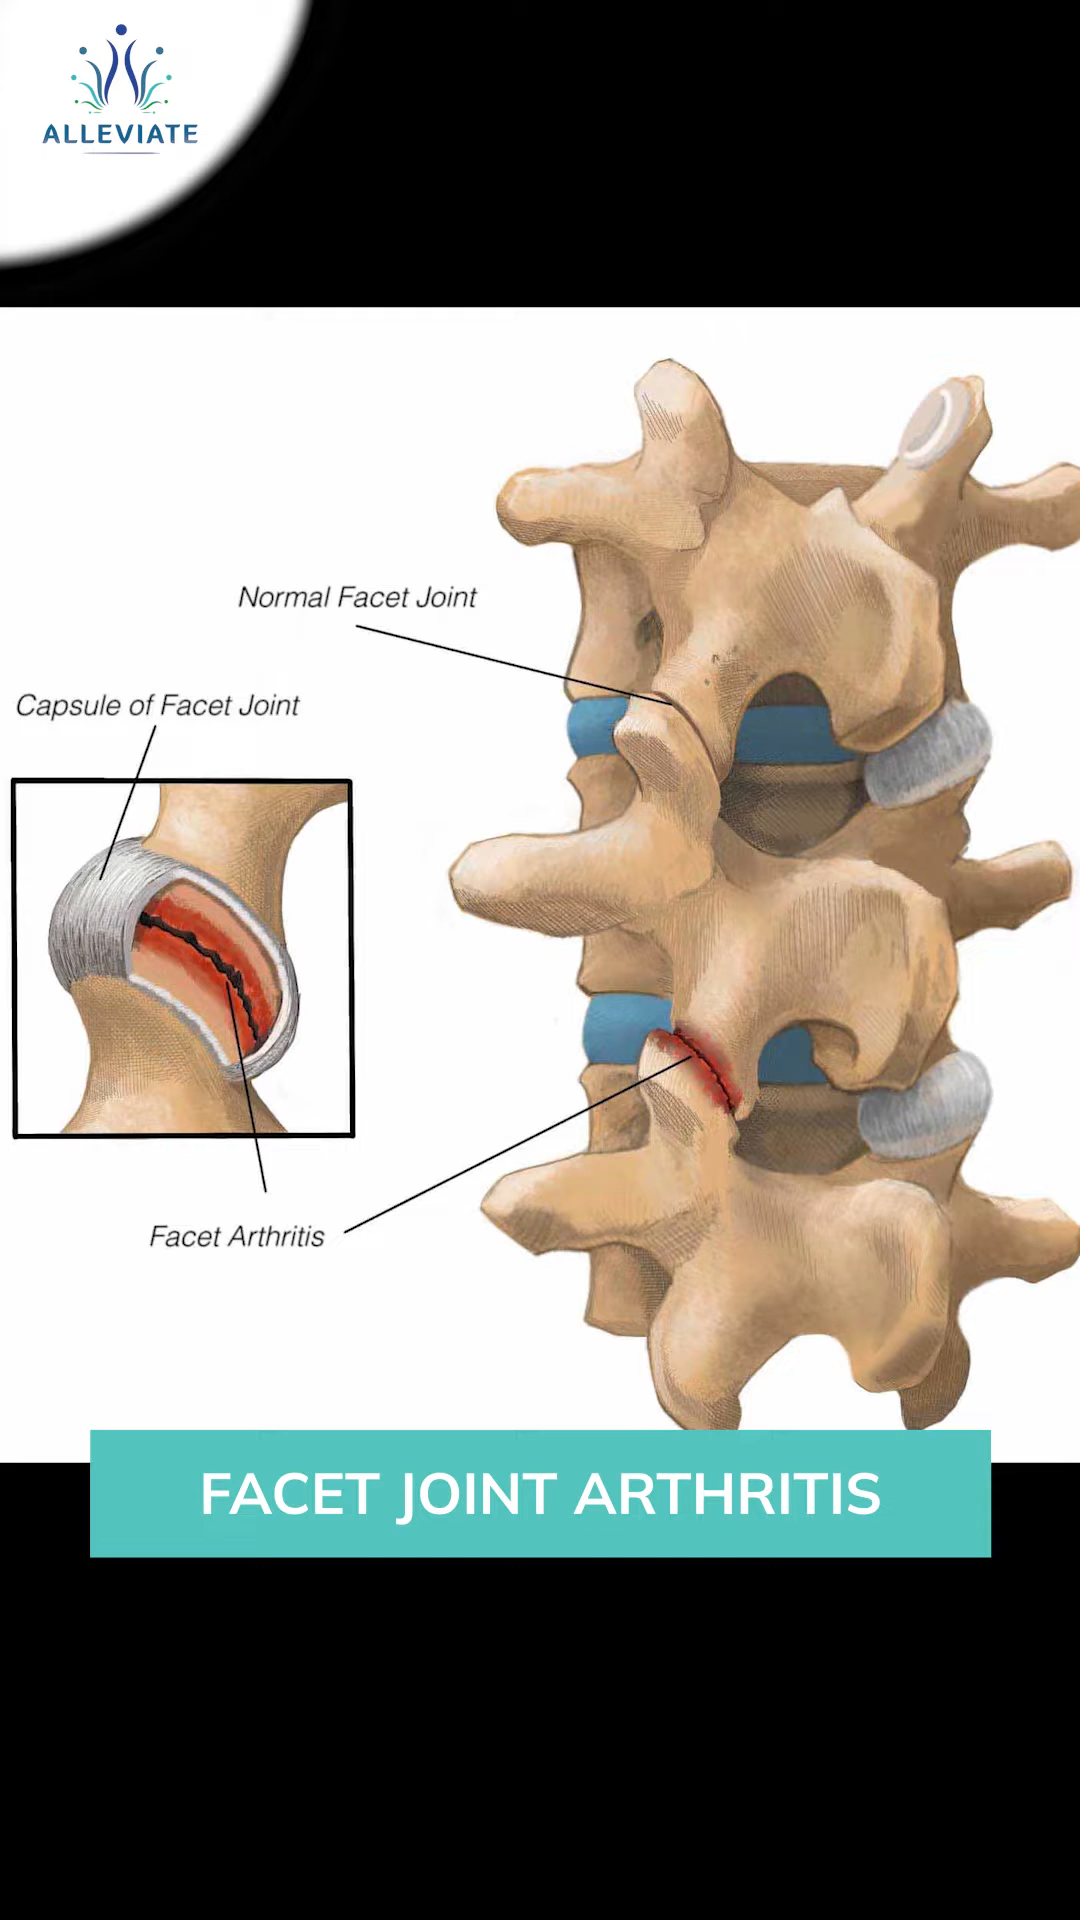 ALLEVIATE
Normal Facet Joint
Capsule of Facet Joint
Facet Arthritis
FACET JOINT ARTHRITIS